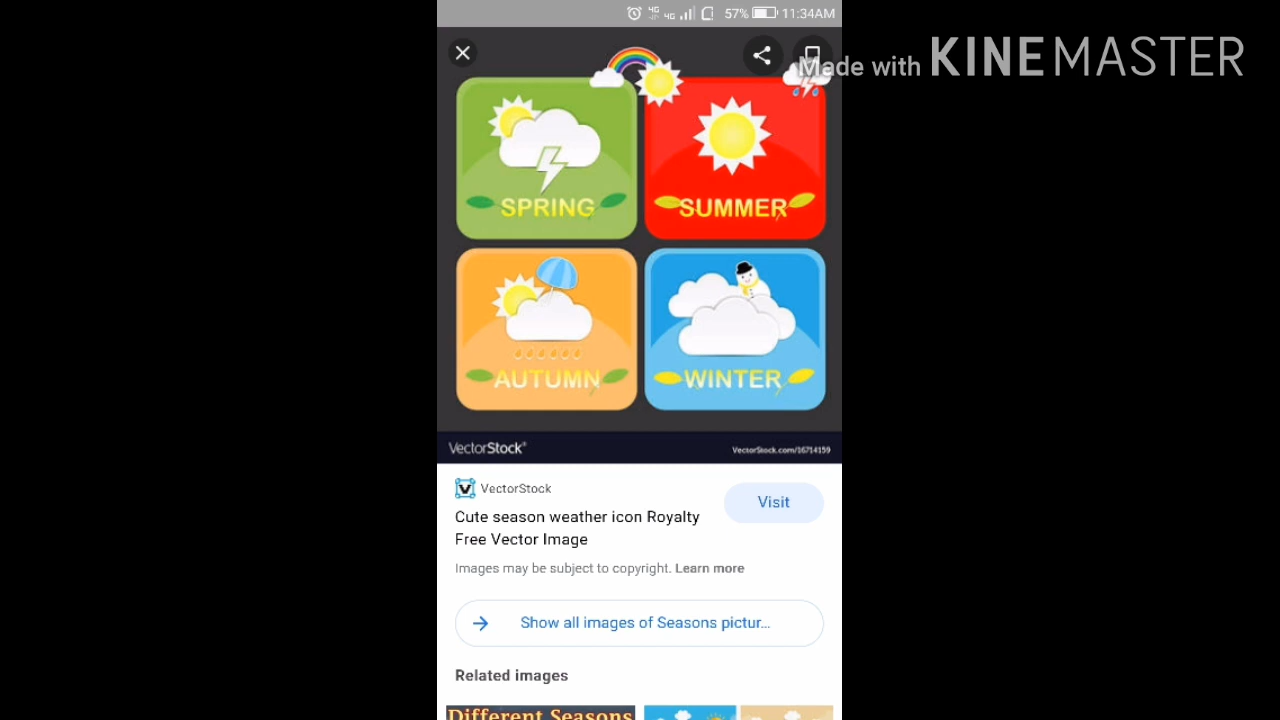 4G 4G 57% 11:34AM
Made with KINEMASTER
SPRING
SUMMER
AUTUMN
WINTER
VectorStock®
VectorStock.com/16714159
VectorStock
Visit
Cute season weather icon Royalty
Free Vector Image
Images may be subject to copyright. Learn more
Show all images of Seasons pictur...
Related images
Different Seasons